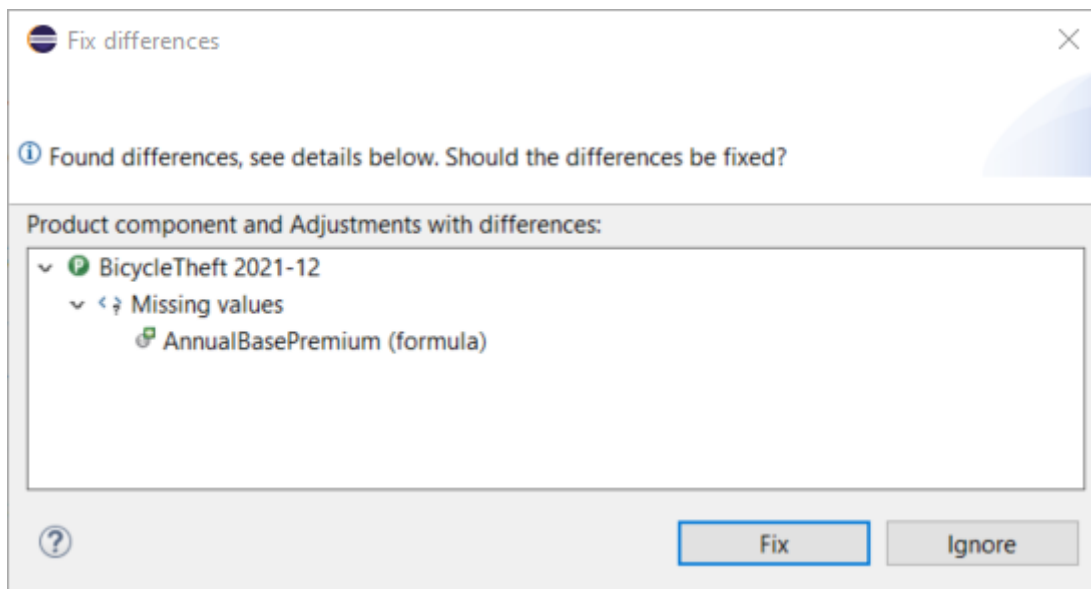 Fix differences
Found differences, see details below. Should the differences be fixed?
Product component and Adjustments with differences:
BicycleTheft 2021-12
Missing values
AnnualBasePremium (formula)
Fix
Ignore